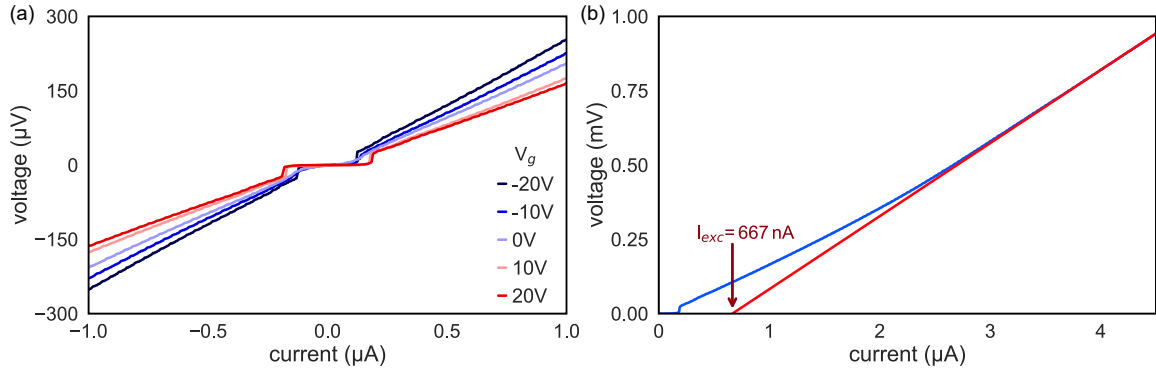 (a)
300
150
0
−150
−300
voltage (µV)
−1.0
−0.5
0.0
0.5
1.0
current (µA)
V_g
-20V
-10V
0V
10V
20V
(b)
1.00
0.75
0.50
0.25
0.00
voltage (mV)
I_exc = 667 nA
0
1
2
3
4
current (µA)